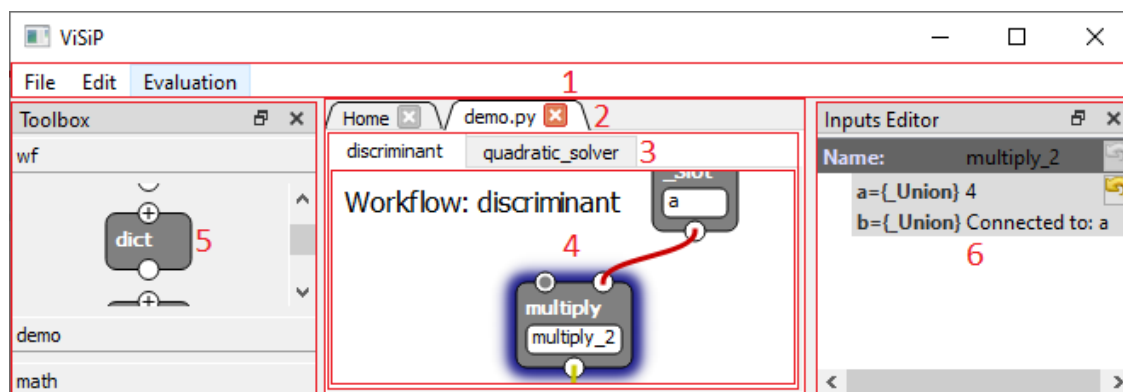 ViSiP
File Edit Evaluation 1
Toolbox
wf
dict 5
demo
math
Home demo.py 2
discriminant quadratic_solver 3
Workflow: discriminant
_Slot
a
4
multiply
multiply_2
Inputs Editor
Name: multiply_2
a={_Union} 4
b={_Union} Connected to: a
6